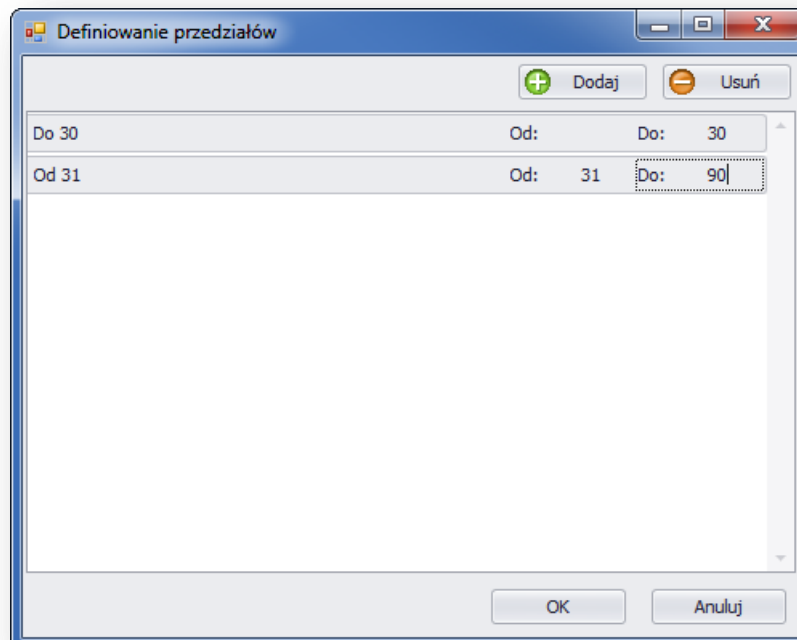 Definiowanie przedziałów
Dodaj Usuń
Do 30 Od: Do: 30
Od 31 Od: 31 Do: 90
OK Anuluj